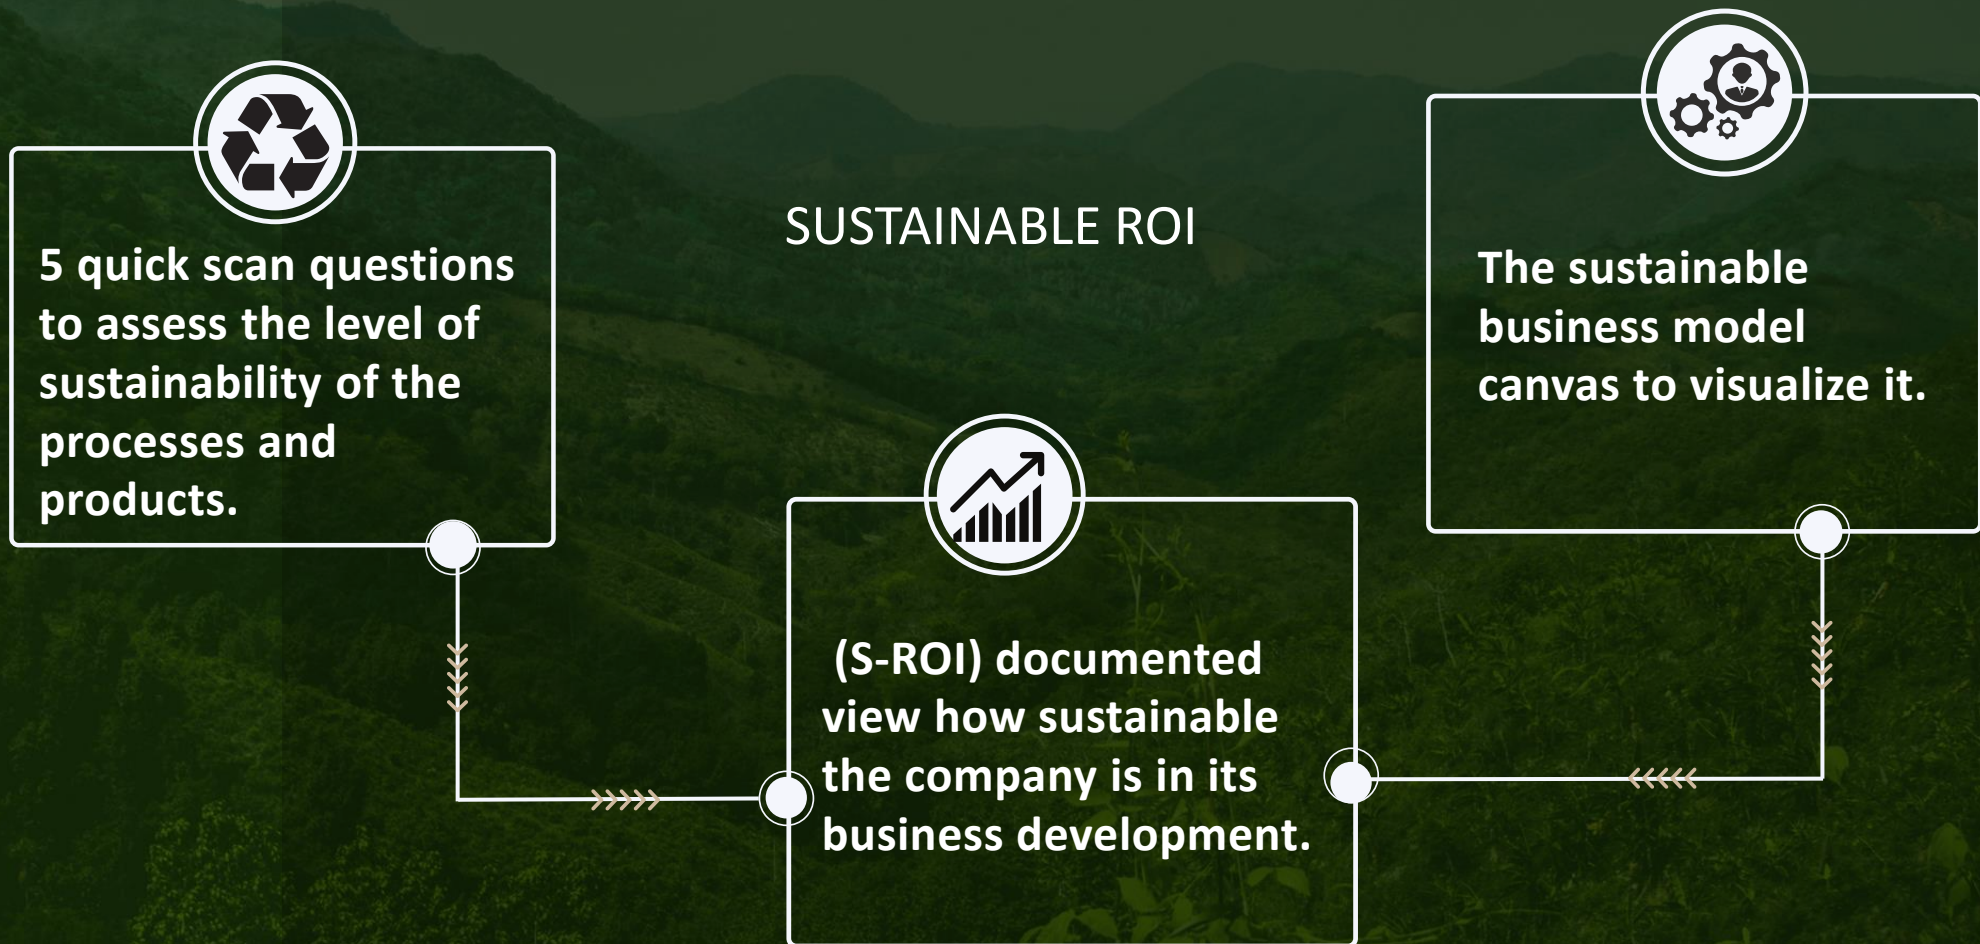 SUSTAINABLE ROI
5 quick scan questions
to assess the level of
sustainability of the
processes and
products.
(S-ROI) documented
view how sustainable
the company is in its
business development.
The sustainable
business model
canvas to visualize it.